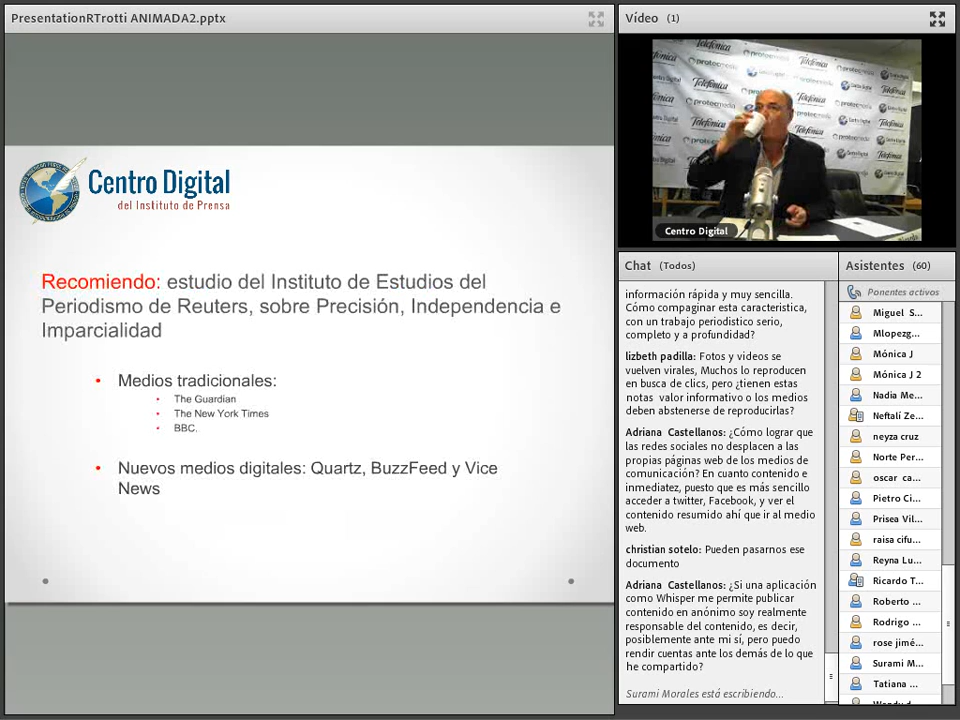 PresentationRTrotti ANIMADA2.pptx
Centro Digital
del Instituto de Prensa
Recomiendo: estudio del Instituto de Estudios del
Periodismo de Reuters, sobre Precisión, Independencia e
Imparcialidad
• Medios tradicionales:
• The Guardian
• The New York Times
• BBC.
• Nuevos medios digitales: Quartz, BuzzFeed y Vice
News
Vídeo (1)
Telefónica
protecmedia
Centro Digital
Centro Digital
Chat (Todos)
información rápida y muy sencilla.
Cómo compaginar esta caracteristica,
con un trabajo periodistico serio,
completo y a profundidad?
lizbeth padilla: Fotos y videos se
vuelven virales, Muchos lo reproducen
en busca de clics, pero ¿tienen estas
notas valor informativo o los medios
deben abstenerse de reproducirlas?
Adriana Castellanos: ¿Cómo lograr que
las redes sociales no desplacen a las
propias páginas web de los medios de
comunicación? En cuanto contenido e
inmediatez, puesto que es más sencillo
acceder a twitter, Facebook, y ver el
contenido resumido ahí que ir al medio
web.
christian sotelo: Pueden pasarnos ese
documento
Adriana Castellanos: ¿Si una aplicación
como Whisper me permite publicar
contenido en anónimo soy realmente
responsable del contenido, es decir,
posiblemente ante mi sí, pero puedo
rendir cuentas ante los demás de lo que
he compartido?
Surami Morales está escribiendo...
Asistentes (60)
Ponentes activos
Miguel S...
Mlopezg...
Mónica J
Mónica J 2
Nadia Me...
Neftalí Ze...
neyza cruz
Norte Per...
oscar ca...
Pietro Ci...
Prisea Vil...
raisa cifu...
Reyna Lu...
Ricardo T...
Roberto ...
Rodrigo ...
rose jimé...
Surami M...
Tatiana ...